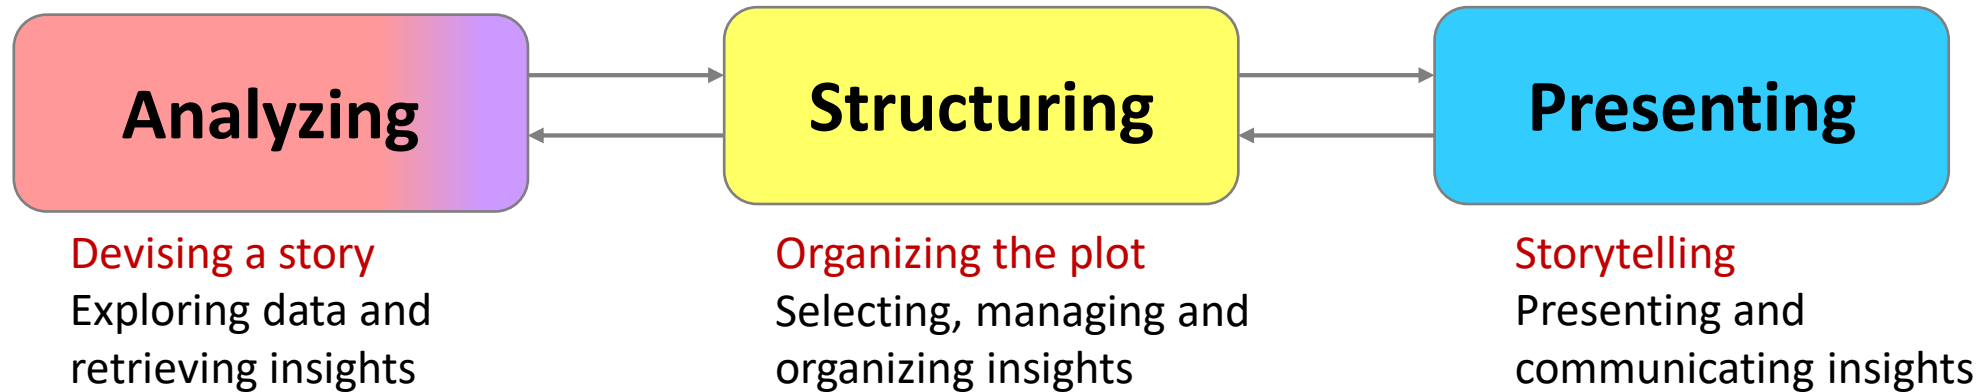 Analyzing
Devising a story
Exploring data and
retrieving insights
Structuring
Organizing the plot
Selecting, managing and
organizing insights
Presenting
Storytelling
Presenting and
communicating insights